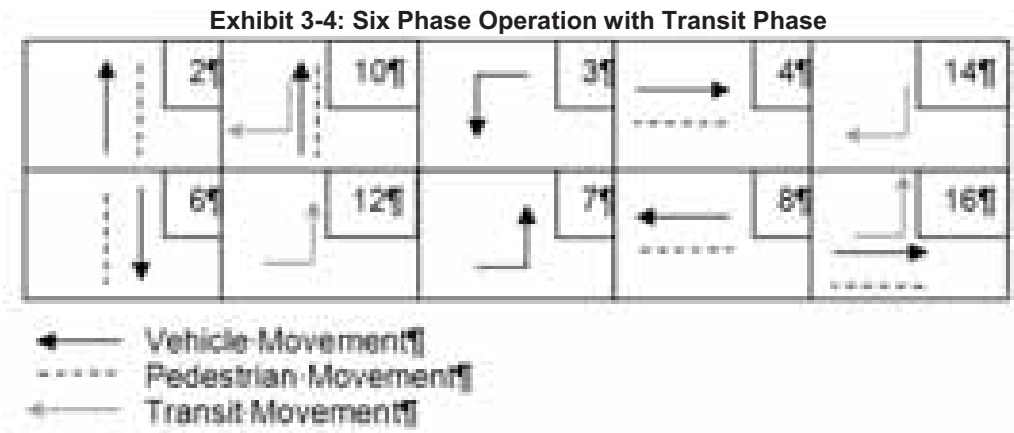 Exhibit 3-4: Six Phase Operation with Transit Phase
2¶ 10¶ 3¶ 4¶ 14¶
6¶ 12¶ 7¶ 8¶ 16¶
Vehicle·Movement¶
Pedestrian·Movement¶
Transit·Movement¶